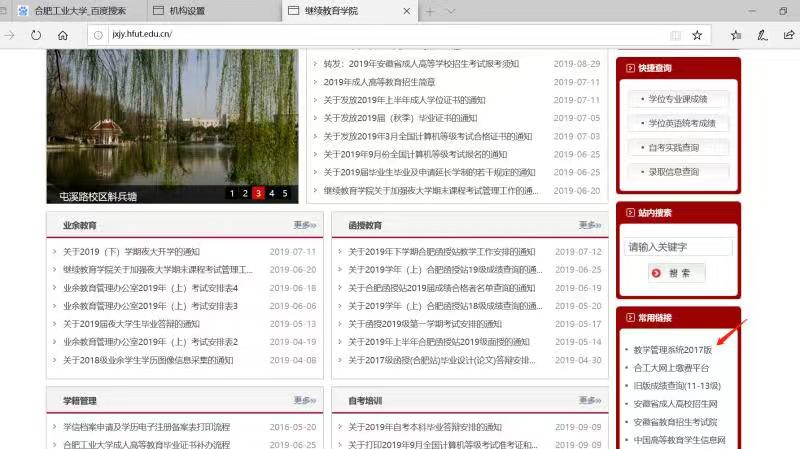 合肥工业大学_百度搜索
机构设置
继续教育学院
jxjy.hfut.edu.cn/
转发：2019年安徽省成人高等学校招生考试报考须知 2019-08-29
2019年成人高等教育招生简章 2019-07-11
关于发放2019年上半年成人学位证书的通知 2019-07-11
关于发放2019届（秋季）毕业证书的通知 2019-07-05
关于发放2019年3月全国计算机等级考试合格证书的通知 2019-07-03
关于2019年9月份全国计算机等级考试报名的通知 2019-06-25
关于2019届毕业生毕业及申请延长学制的若干规定的通知 2019-06-25
继续教育学院关于加强夜大学期末课程考试管理工作的通... 2019-06-20
屯溪路校区斛兵塘 1 2 3 4 5
业余教育 更多»
关于2019（下）学期夜大开学的通知 2019-07-11
继续教育学院关于加强夜大学期末课程考试管理工... 2019-06-20
业余教育办公室2019年（上）考试安排表4 2019-06-18
业余教育办公室2019年（上）考试安排表3 2019-06-06
关于2019届夜大学生毕业答辩的通知 2019-05-13
业余教育办公室2019年（上）考试安排表2 2019-04-19
关于2018级业余学生学历图像信息采集的通知 2019-04-08
函授教育 更多»
关于2019年下学期合肥函授站教学工作安排的通知 2019-07-12
关于2019学年（上）合肥函授站19级成绩查询的通... 2019-06-25
关于合肥函授站2019届成绩合格者名单查询的通知 2019-06-19
关于2019学年（上）合肥函授站18级成绩查询的通... 2019-05-20
关于函授2019级第一学期考试安排的通知 2019-05-17
关于2019年上半年合肥函授站2019级面授的通知 2019-05-14
关于2017级函授(合肥站)毕业设计(论文)答辩安排... 2019-04-30
学籍管理 更多»
学信档案申请及学历电子注册备案表打印流程 2016-05-20
合肥工业大学成人高等教育毕业证书补办流程 2019-06-25
自考培训 更多»
关于2019年自考本科毕业答辩安排的通知 2019-09-09
关于打印2019年9月全国计算机等级考试准考证和... 2019-09-09
快捷查询
学位专业课成绩
学位英语统考成绩
自考实践查询
录取信息查询
站内搜索
请输入关键字
搜 索
常用链接
教学管理系统2017版
合工大网上缴费平台
旧版成绩查询(11-13级)
安徽省成人高校招生网
安徽省教育招生考试院
中国高等教育学生信息网